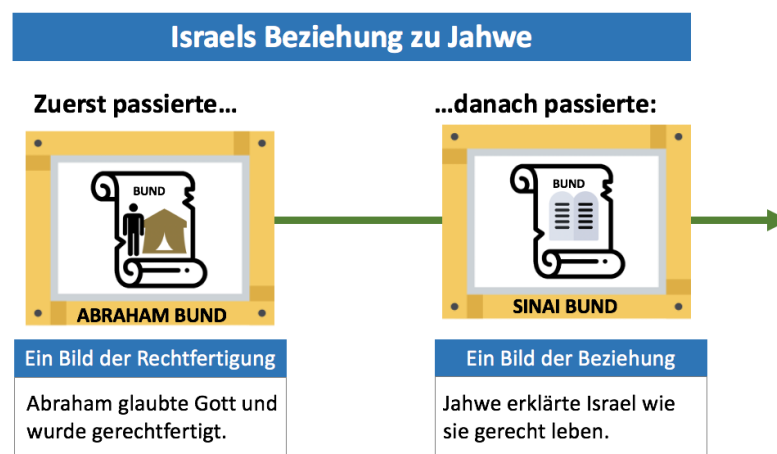 Israels Beziehung zu Jahwe
Zuerst passierte...
...danach passierte:
BUND
BUND
ABRAHAM BUND
SINAI BUND
Ein Bild der Rechtfertigung
Ein Bild der Beziehung
Abraham glaubte Gott und
wurde gerechtfertigt.
Jahwe erklärte Israel wie
sie gerecht leben.